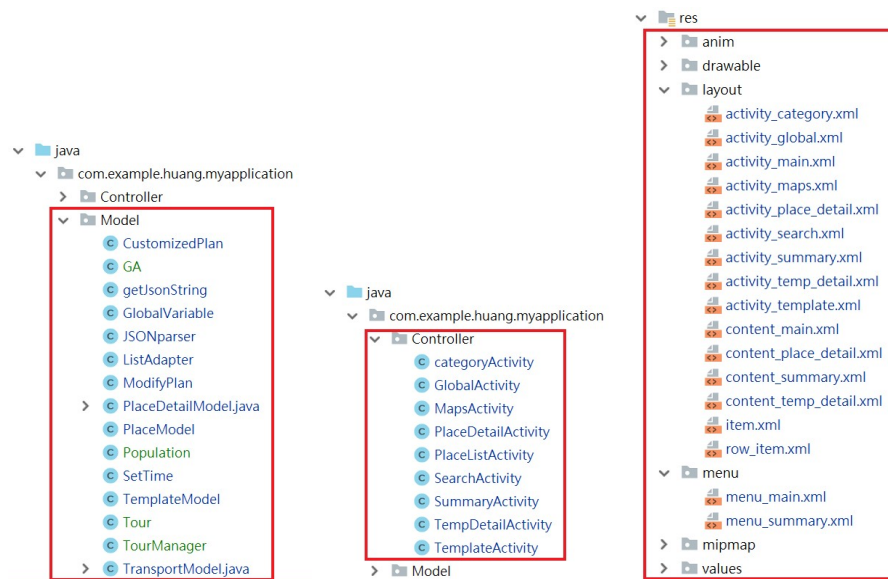 java
com.example.huang.myapplication
Controller
Model
CustomizedPlan
GA
getJsonString
GlobalVariable
JSONparser
ListAdapter
ModifyPlan
PlaceDetailModel.java
PlaceModel
Population
SetTime
TemplateModel
Tour
TourManager
TransportModel.java
java
com.example.huang.myapplication
Controller
categoryActivity
GlobalActivity
MapsActivity
PlaceDetailActivity
PlaceListActivity
SearchActivity
SummaryActivity
TempDetailActivity
TemplateActivity
Model
res
anim
drawable
layout
activity_category.xml
activity_global.xml
activity_main.xml
activity_maps.xml
activity_place_detail.xml
activity_search.xml
activity_summary.xml
activity_temp_detail.xml
activity_template.xml
content_main.xml
content_place_detail.xml
content_summary.xml
content_temp_detail.xml
item.xml
row_item.xml
menu
menu_main.xml
menu_summary.xml
mipmap
values